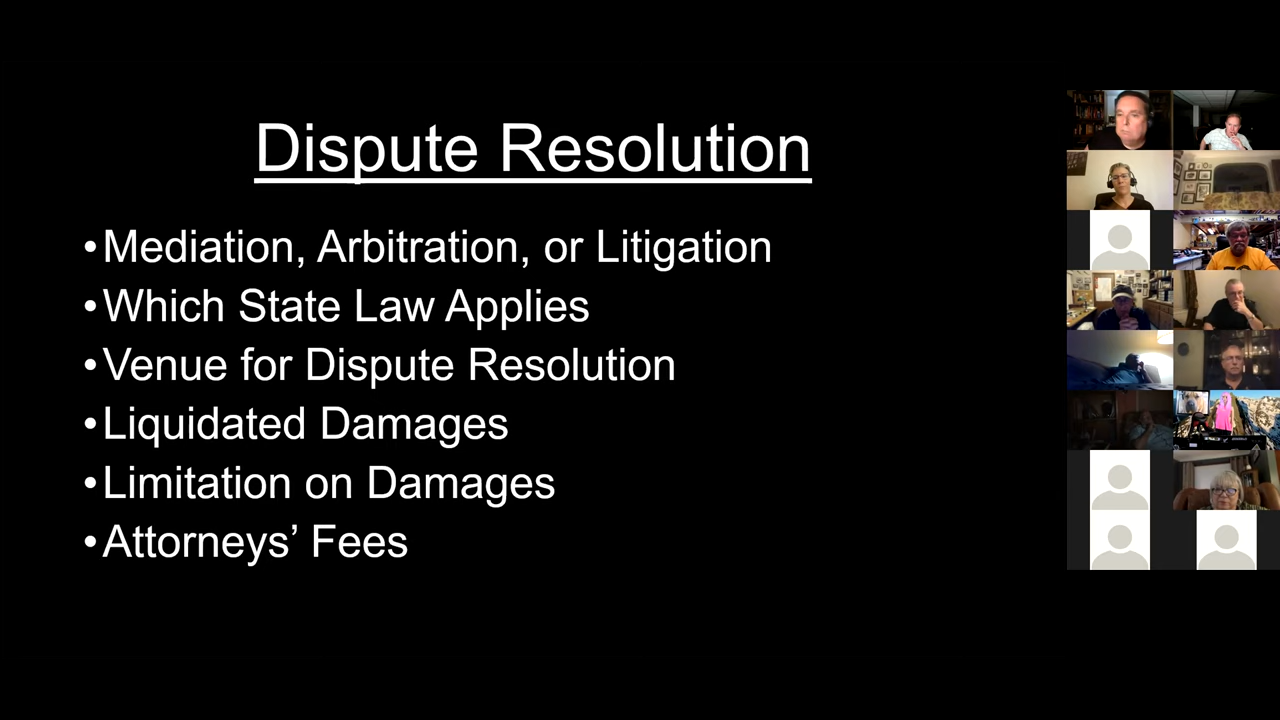 Dispute Resolution
•Mediation, Arbitration, or Litigation
•Which State Law Applies
•Venue for Dispute Resolution
•Liquidated Damages
•Limitation on Damages
•Attorneys’ Fees